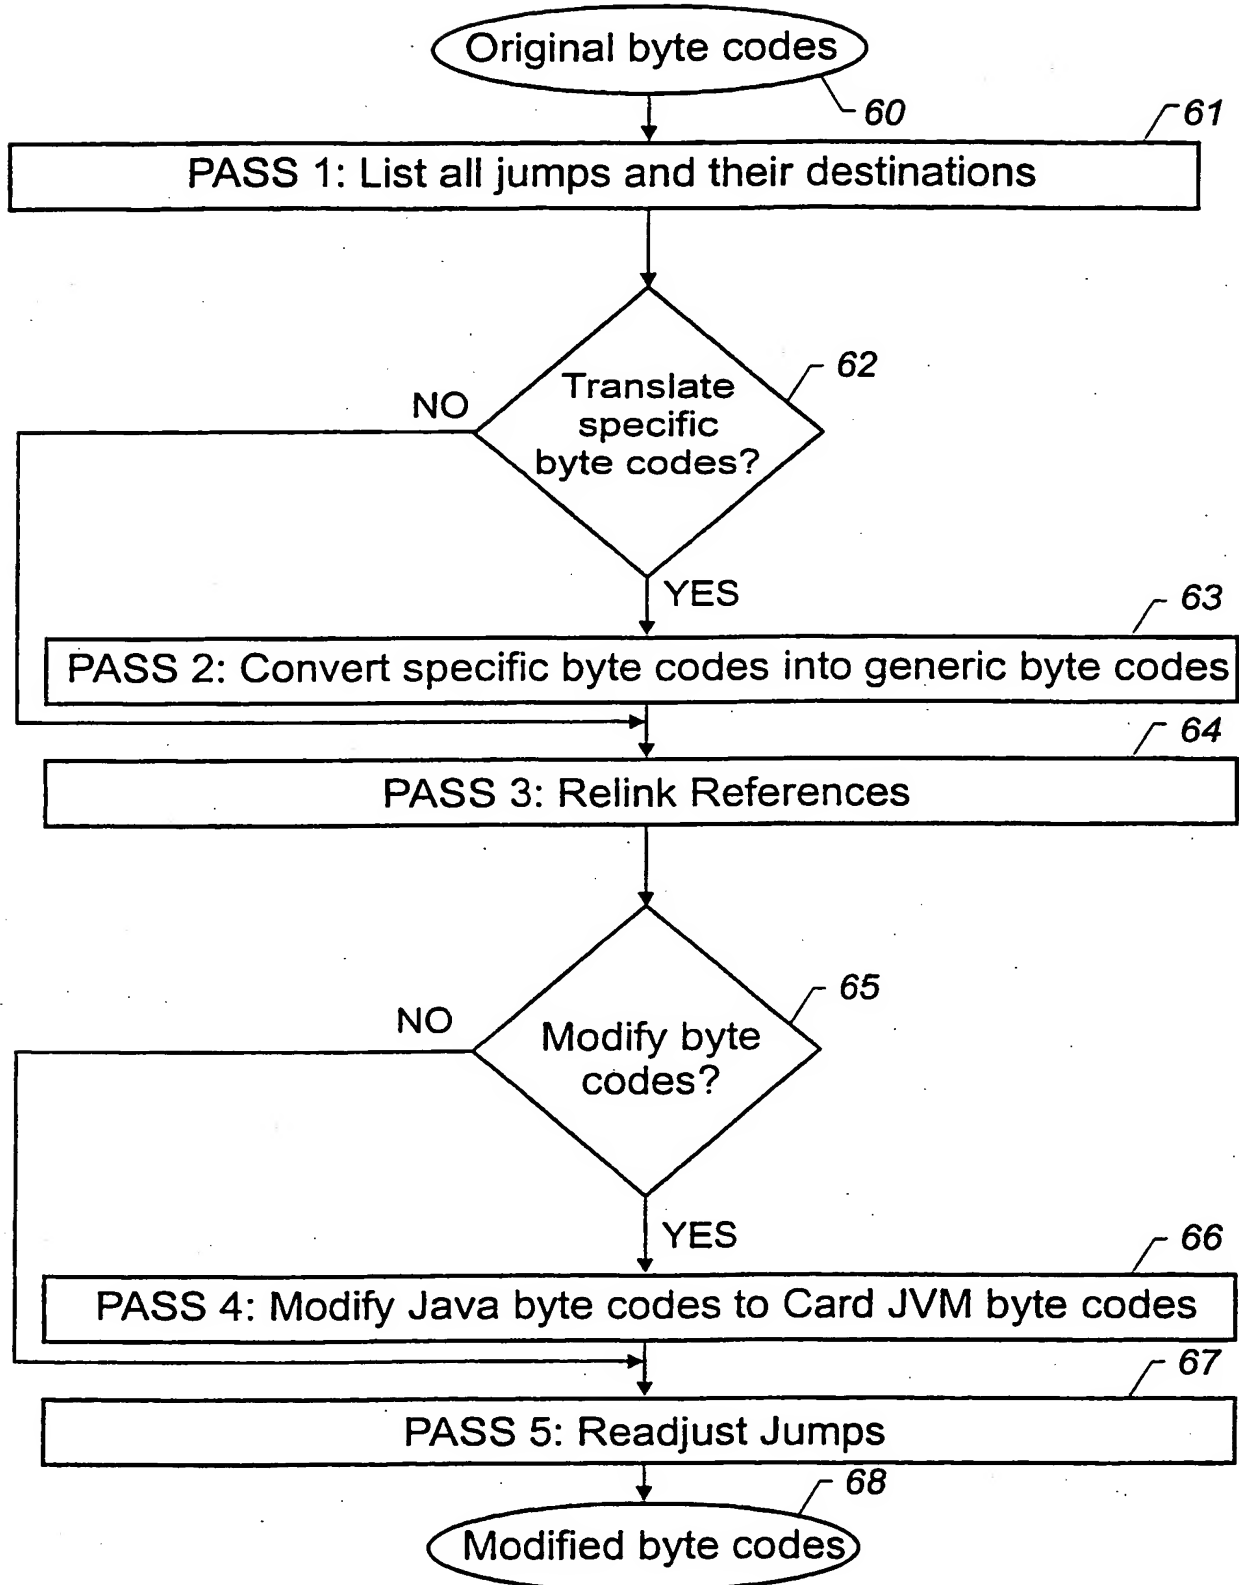 Original byte codes
60
61
PASS 1: List all jumps and their destinations
62
Translate
specific
byte codes?
NO
YES
63
PASS 2: Convert specific byte codes into generic byte codes
64
PASS 3: Relink References
65
NO
Modify byte
codes?
YES
66
PASS 4: Modify Java byte codes to Card JVM byte codes
67
PASS 5: Readjust Jumps
68
Modified byte codes